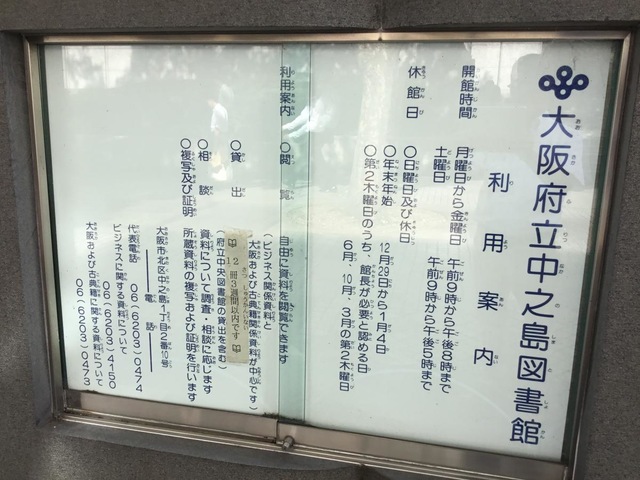 大阪府立中之島図書館
利用案内
開館時間
月曜日から金曜日 午前9時から午後8時まで
土曜日 午前9時から午後5時まで
休館日
○日曜日及び休日
○年末年始 12月29日から1月4日
○第2木曜日のうち、館長が必要と認める日
6月、10月、3月の第2木曜日
利用案内
○閲覧 自由に資料を閲覧できます
(ビジネス関係資料と
大阪および古典籍関係資料が中心です)
○貸出
12冊3週間以内です
(府立中央図書館の貸出を含む)
○相談 資料について調査・相談に応じます
○複写及び証明 所蔵資料の複写および証明を行います
大阪市北区中之島1丁目2番10号
電話
代表電話 06(6203)0474
ビジネスに関する資料について
06(6203)4150
大阪および古典籍に関する資料について
06(6203)0473